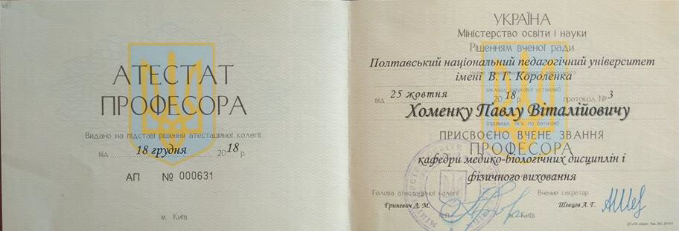 АТЕСТАТ
ПРОФЕСОРА
Видано на підставі рішення атестаційної колегії
від 18 грудня 2018 р.
АП № 000631
м. Київ
УКРАЇНА
Міністерство освіти і науки
Рішенням вченої ради
Полтавський національний педагогічний університет
імені В. Г. Короленка
від 25 жовтня 2018 р. протокол № 3
Хоменку Павлу Віталійовичу
ПРИСВОЄНО ВЧЕНЕ ЗВАННЯ
ПРОФЕСОРА
кафедри медико-біологічних дисциплін і
фізичного виховання
Голова атестаційної колегії Вчений секретар
Гриневич Л. М. Шевцов А. Г.
м. Київ